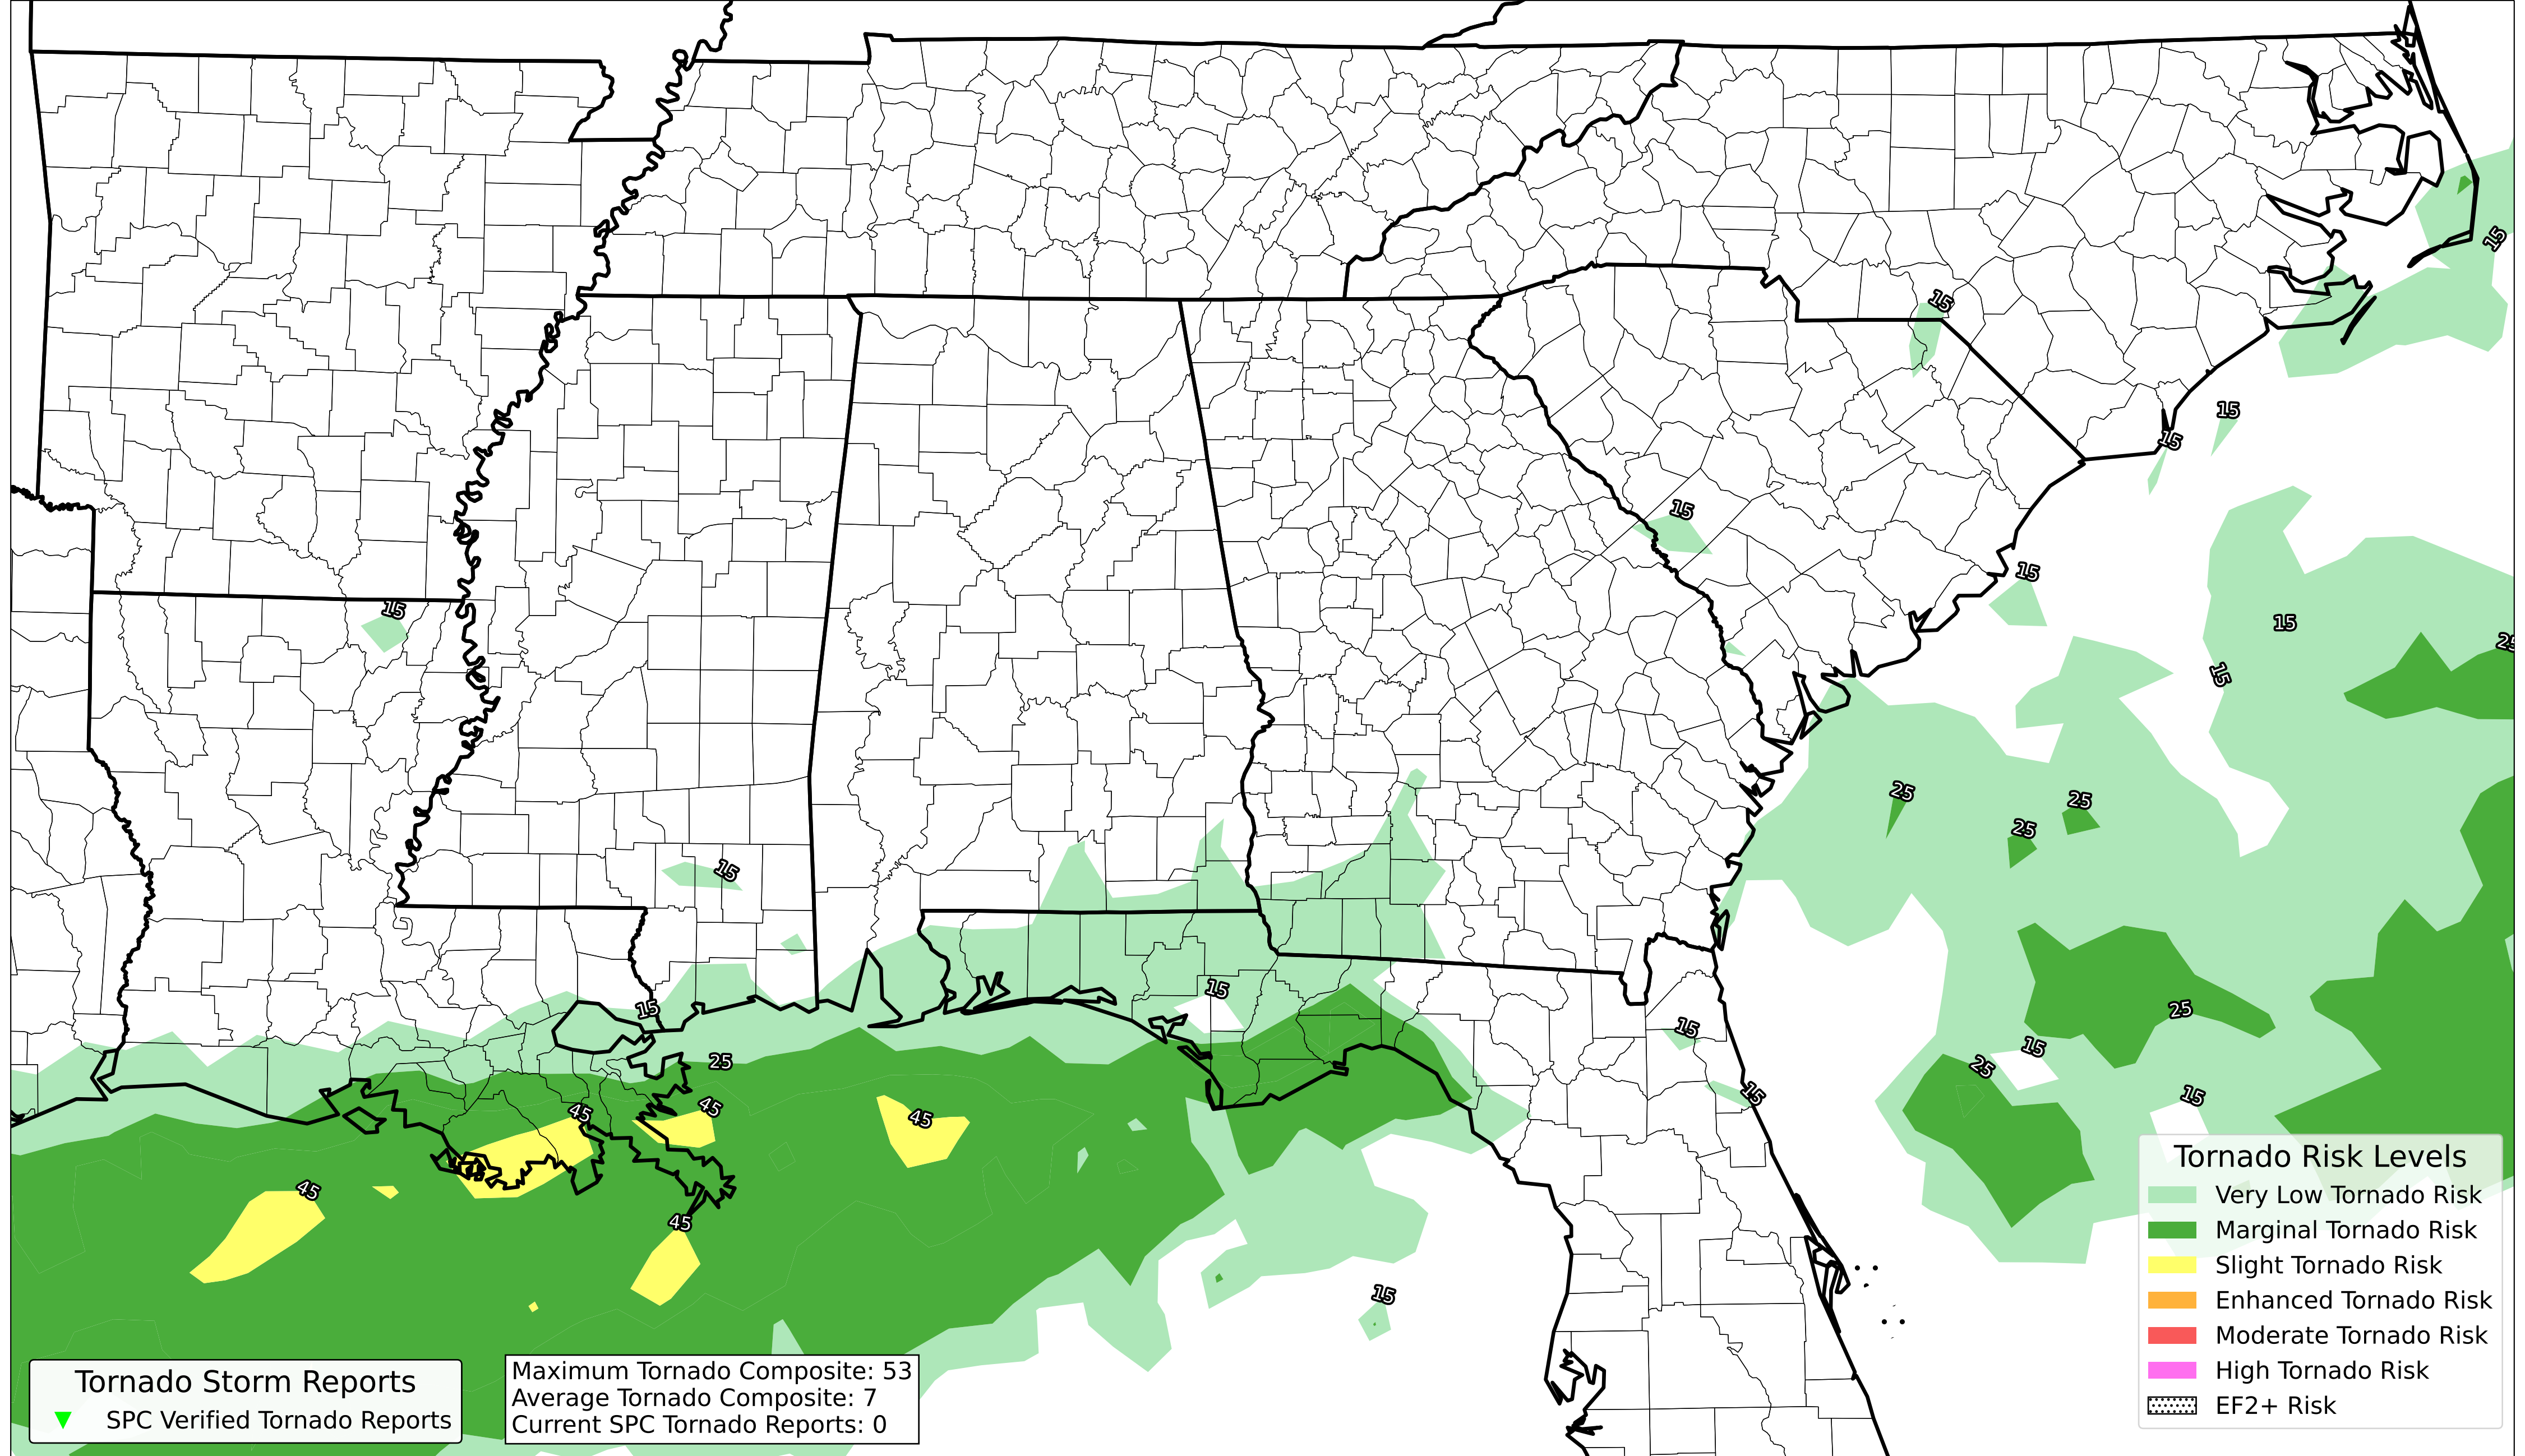 15
15
15
15
15
15
15
15
15
25
15
25
25
25
15
15
15
25
15
15
25
25
15
15
45
45
45
45
45
15
Tornado Risk Levels
Very Low Tornado Risk
Marginal Tornado Risk
Slight Tornado Risk
Enhanced Tornado Risk
Moderate Tornado Risk
High Tornado Risk
EF2+ Risk
Tornado Storm Reports
SPC Verified Tornado Reports
Maximum Tornado Composite: 53
Average Tornado Composite: 7
Current SPC Tornado Reports: 0